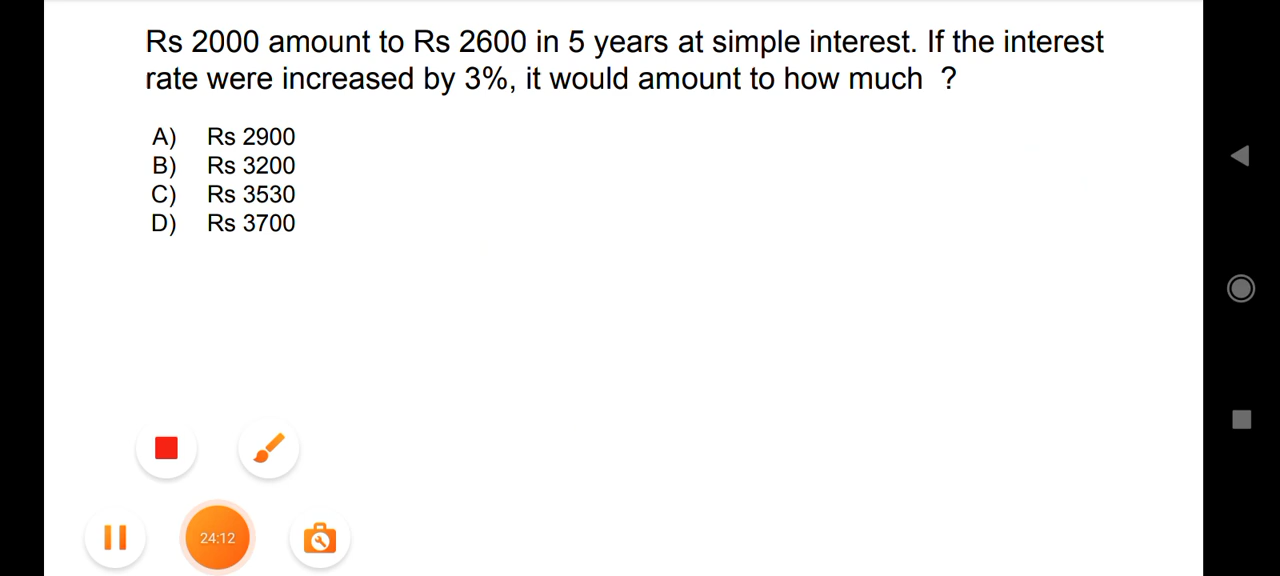 Rs 2000 amount to Rs 2600 in 5 years at simple interest. If the interest
rate were increased by 3%, it would amount to how much ?
A) Rs 2900
B) Rs 3200
C) Rs 3530
D) Rs 3700
24:12